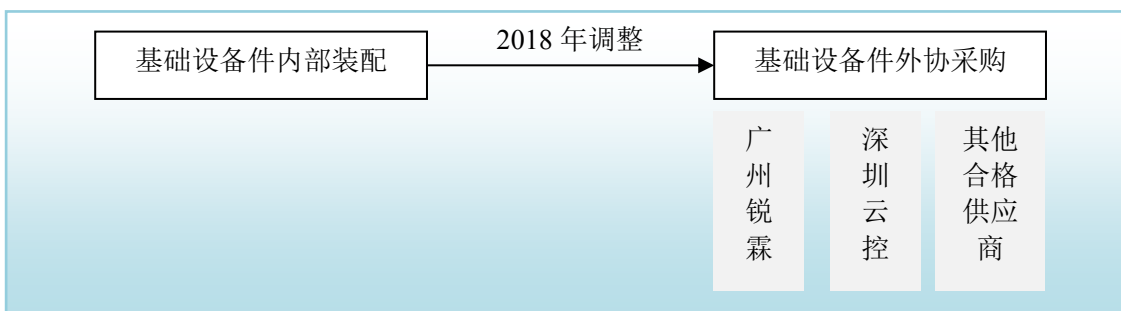 2018 年调整
基础设备件内部装配
基础设备件外协采购
广
州
锐
霖
深
圳
云
控
其他
合格
供应
商